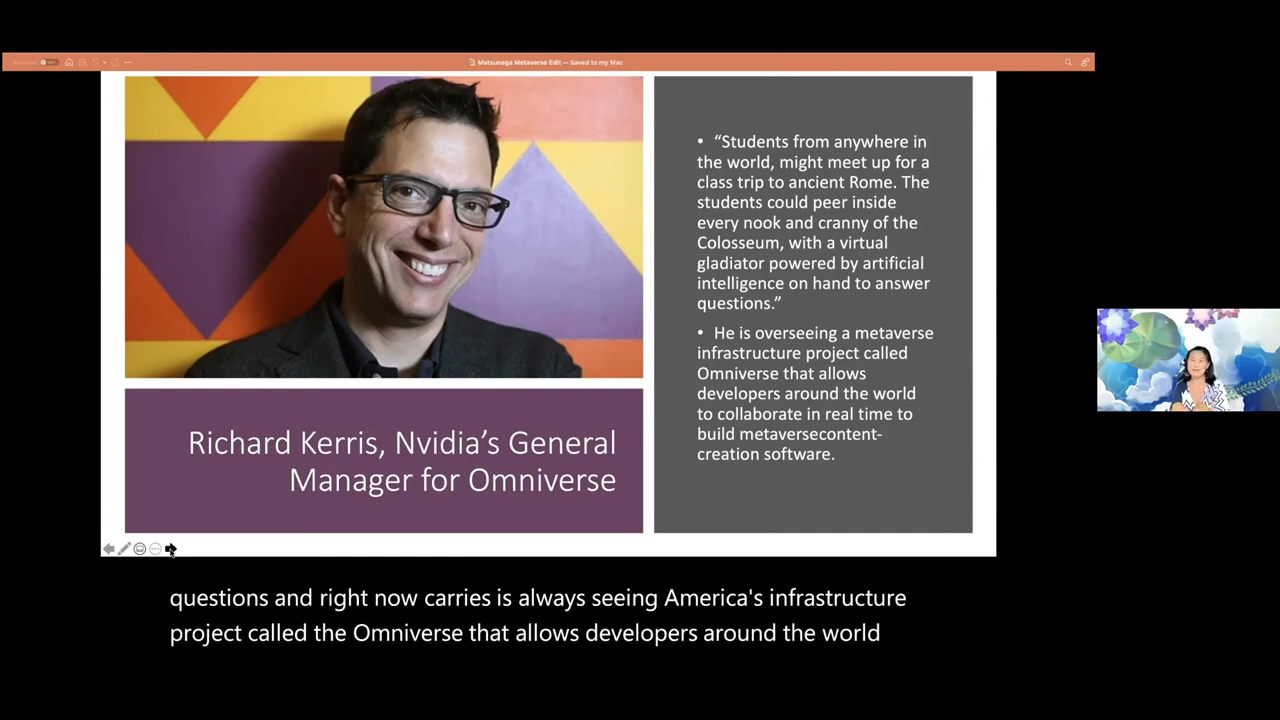 Matsunaga Metaverse Edit — Saved to my Mac
• “Students from anywhere in
the world, might meet up for a
class trip to ancient Rome. The
students could peer inside
every nook and cranny of the
Colosseum, with a virtual
gladiator powered by artificial
intelligence on hand to answer
questions.”
• He is overseeing a metaverse
infrastructure project called
Omniverse that allows
developers around the world
to collaborate in real time to
build metaversecontent-
creation software.
Richard Kerris, Nvidia’s General
Manager for Omniverse
questions and right now carries is always seeing America's infrastructure
project called the Omniverse that allows developers around the world